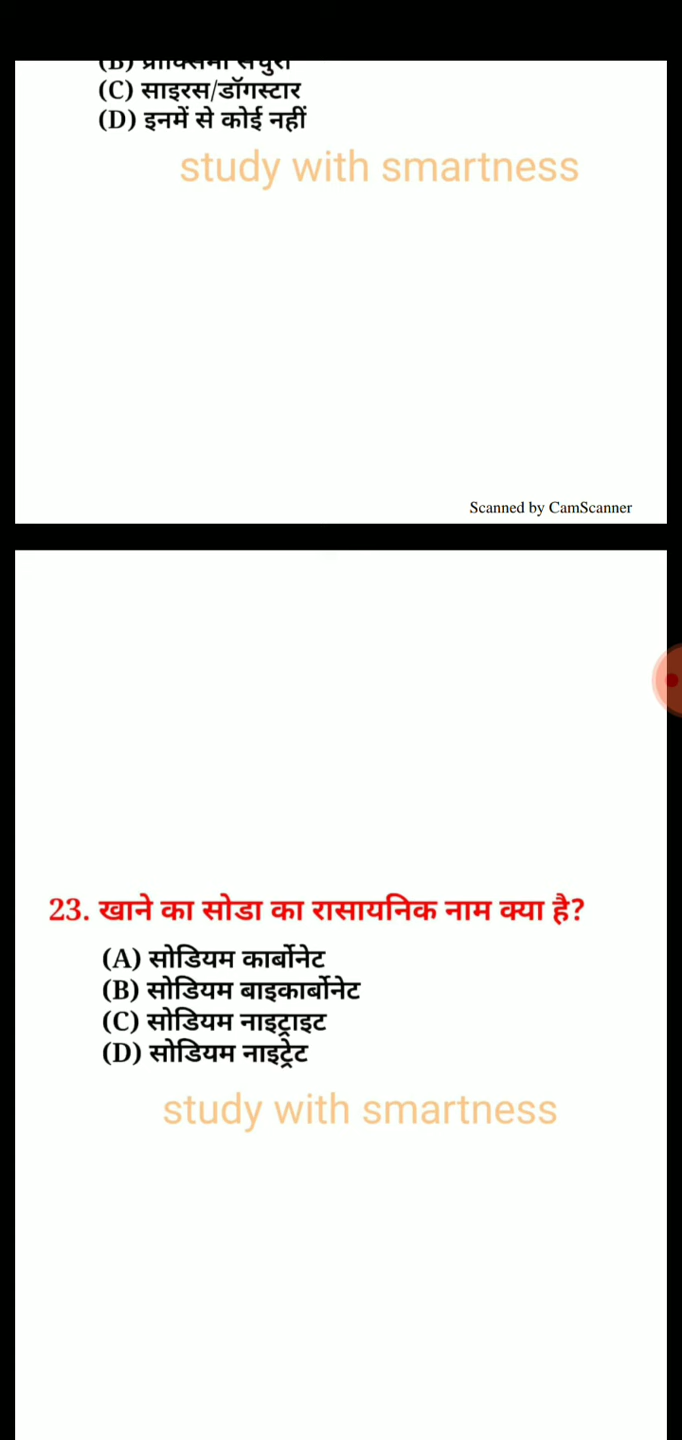 (B) प्रॉक्सिमा सेंचुरी
(C) साइरस/डॉगस्टार
(D) इनमें से कोई नहीं
study with smartness
Scanned by CamScanner
23. खाने का सोडा का रासायनिक नाम क्या है?
(A) सोडियम कार्बोनेट
(B) सोडियम बाइकार्बोनेट
(C) सोडियम नाइट्राइट
(D) सोडियम नाइट्रेट
study with smartness